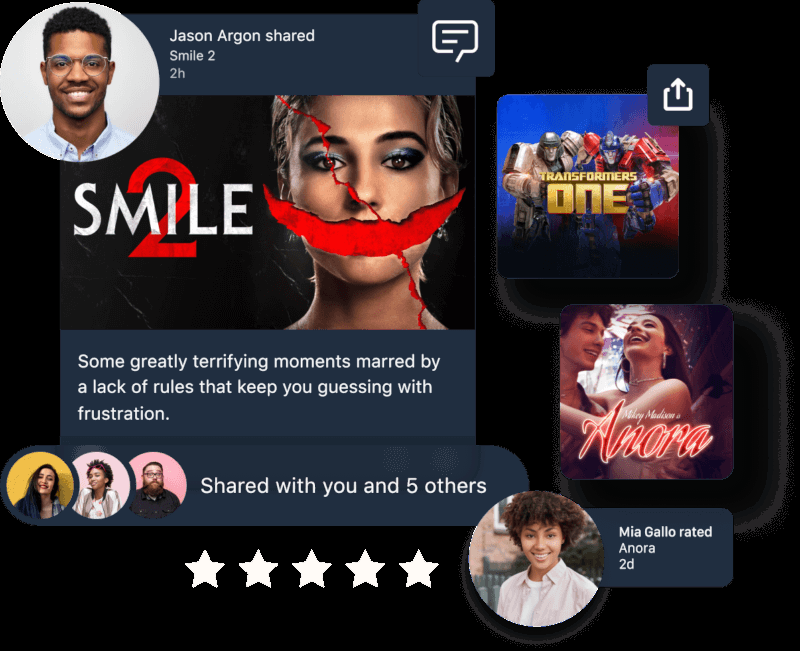 Jason Argon shared
Smile 2
2h
SMILE
2
TRANSFORMERS
ONE
Mikey Madison is
Anora
Some greatly terrifying moments marred by
a lack of rules that keep you guessing with
frustration.
Shared with you and 5 others
Mia Gallo rated
Anora
2d